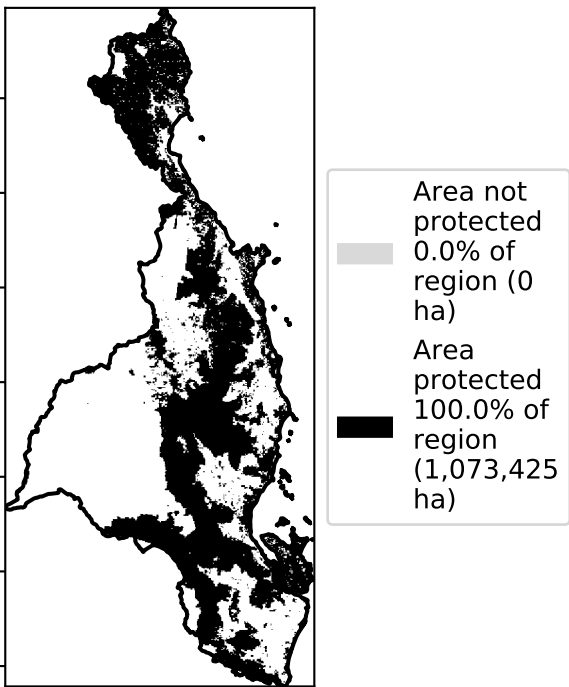 Area not
protected
0.0% of
region (0
ha)
Area
protected
100.0% of
region
(1,073,425
ha)